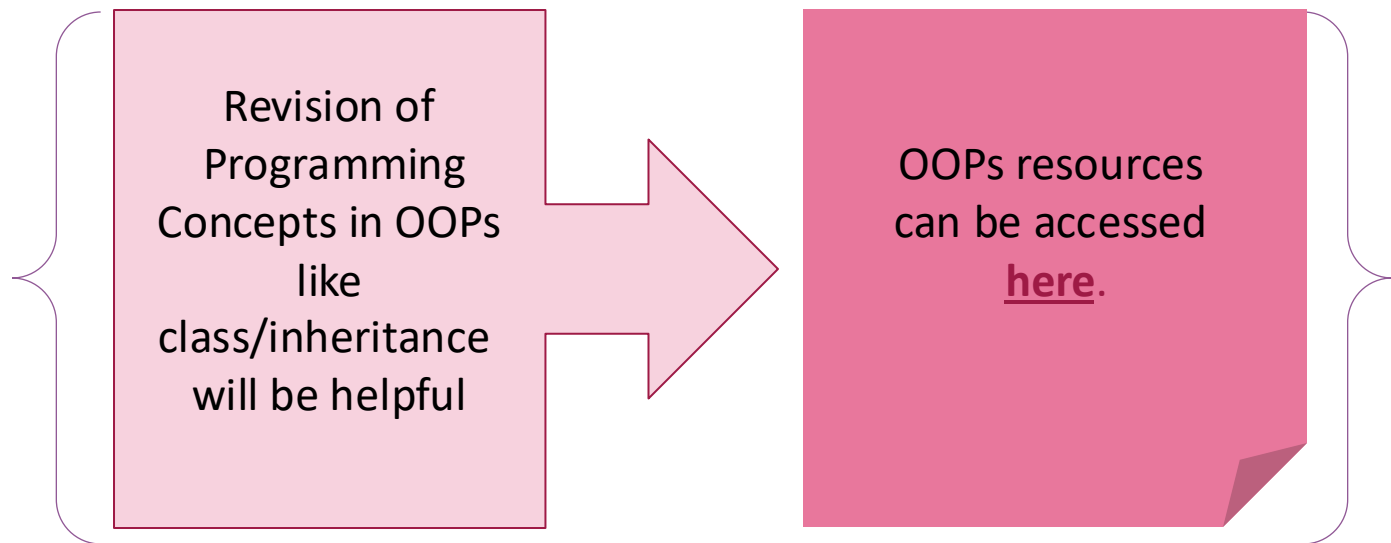 Revision of
Programming
Concepts in OOPs
like
class/inheritance
will be helpful
OOPs resources
can be accessed
here.